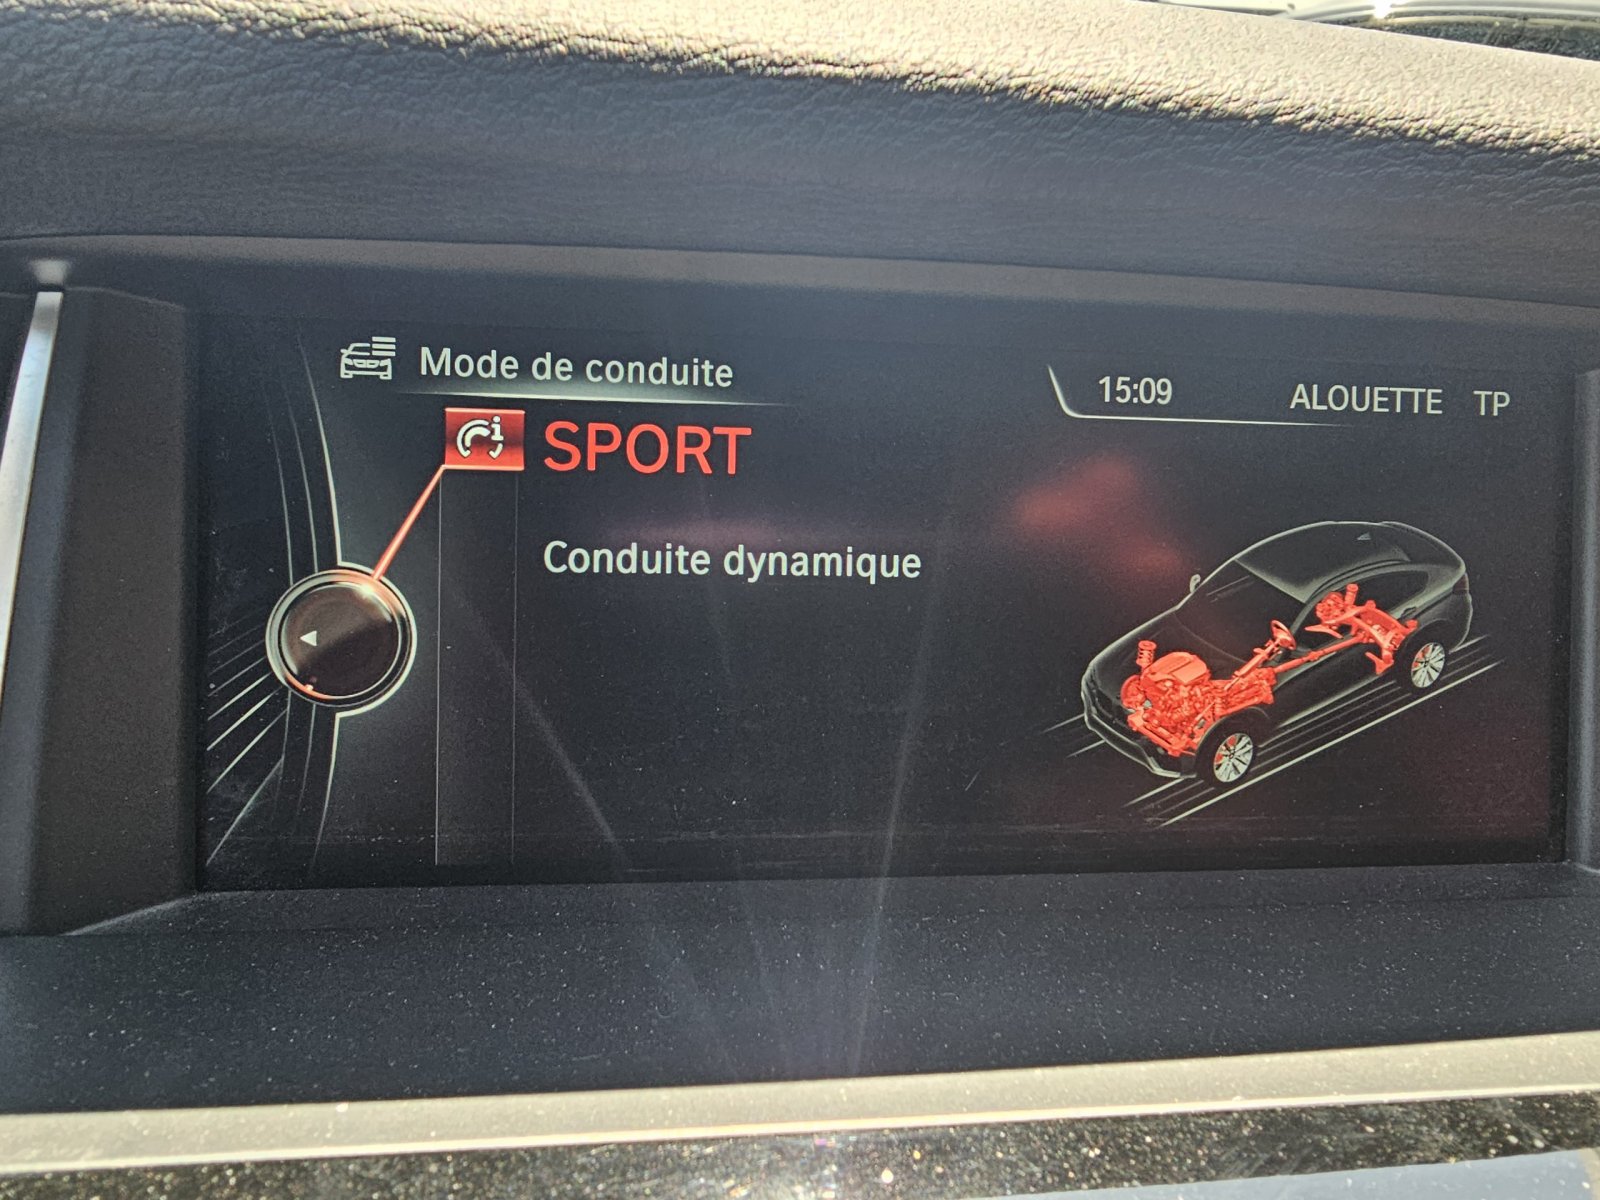 Mode de conduite
15:09 ALOUETTE TP
SPORT
Conduite dynamique